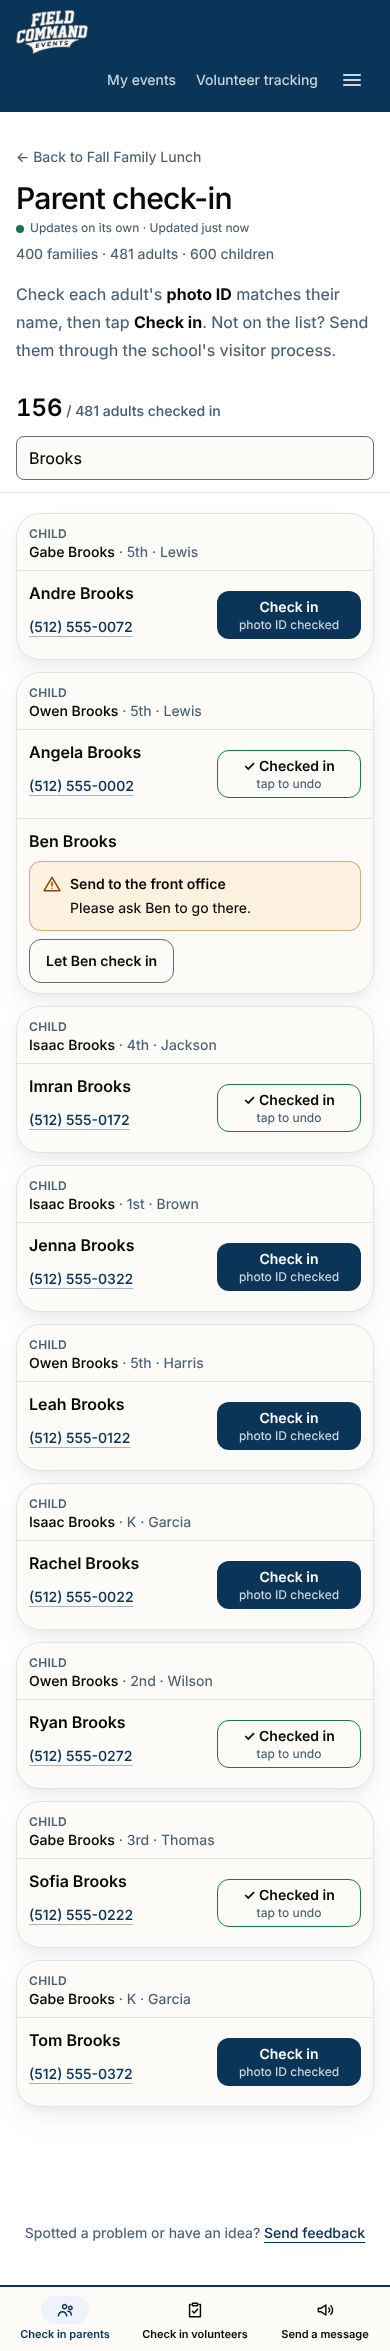 FIELD
COMMAND
EVENTS
My events Volunteer tracking
← Back to Fall Family Lunch
Parent check-in
Updates on its own · Updated just now
400 families · 481 adults · 600 children
Check each adult's photo ID matches their
name, then tap Check in. Not on the list? Send
them through the school's visitor process.
156 / 481 adults checked in
Brooks
CHILD
Gabe Brooks · 5th · Lewis
Andre Brooks
(512) 555-0072
Check in
photo ID checked
CHILD
Owen Brooks · 5th · Lewis
Angela Brooks
(512) 555-0002
✓ Checked in
tap to undo
Ben Brooks
Send to the front office
Please ask Ben to go there.
Let Ben check in
CHILD
Isaac Brooks · 4th · Jackson
Imran Brooks
(512) 555-0172
✓ Checked in
tap to undo
CHILD
Isaac Brooks · 1st · Brown
Jenna Brooks
(512) 555-0322
Check in
photo ID checked
CHILD
Owen Brooks · 5th · Harris
Leah Brooks
(512) 555-0122
Check in
photo ID checked
CHILD
Isaac Brooks · K · Garcia
Rachel Brooks
(512) 555-0022
Check in
photo ID checked
CHILD
Owen Brooks · 2nd · Wilson
Ryan Brooks
(512) 555-0272
✓ Checked in
tap to undo
CHILD
Gabe Brooks · 3rd · Thomas
Sofia Brooks
(512) 555-0222
✓ Checked in
tap to undo
CHILD
Gabe Brooks · K · Garcia
Tom Brooks
(512) 555-0372
Check in
photo ID checked
Spotted a problem or have an idea? Send feedback
Check in parents Check in volunteers Send a message